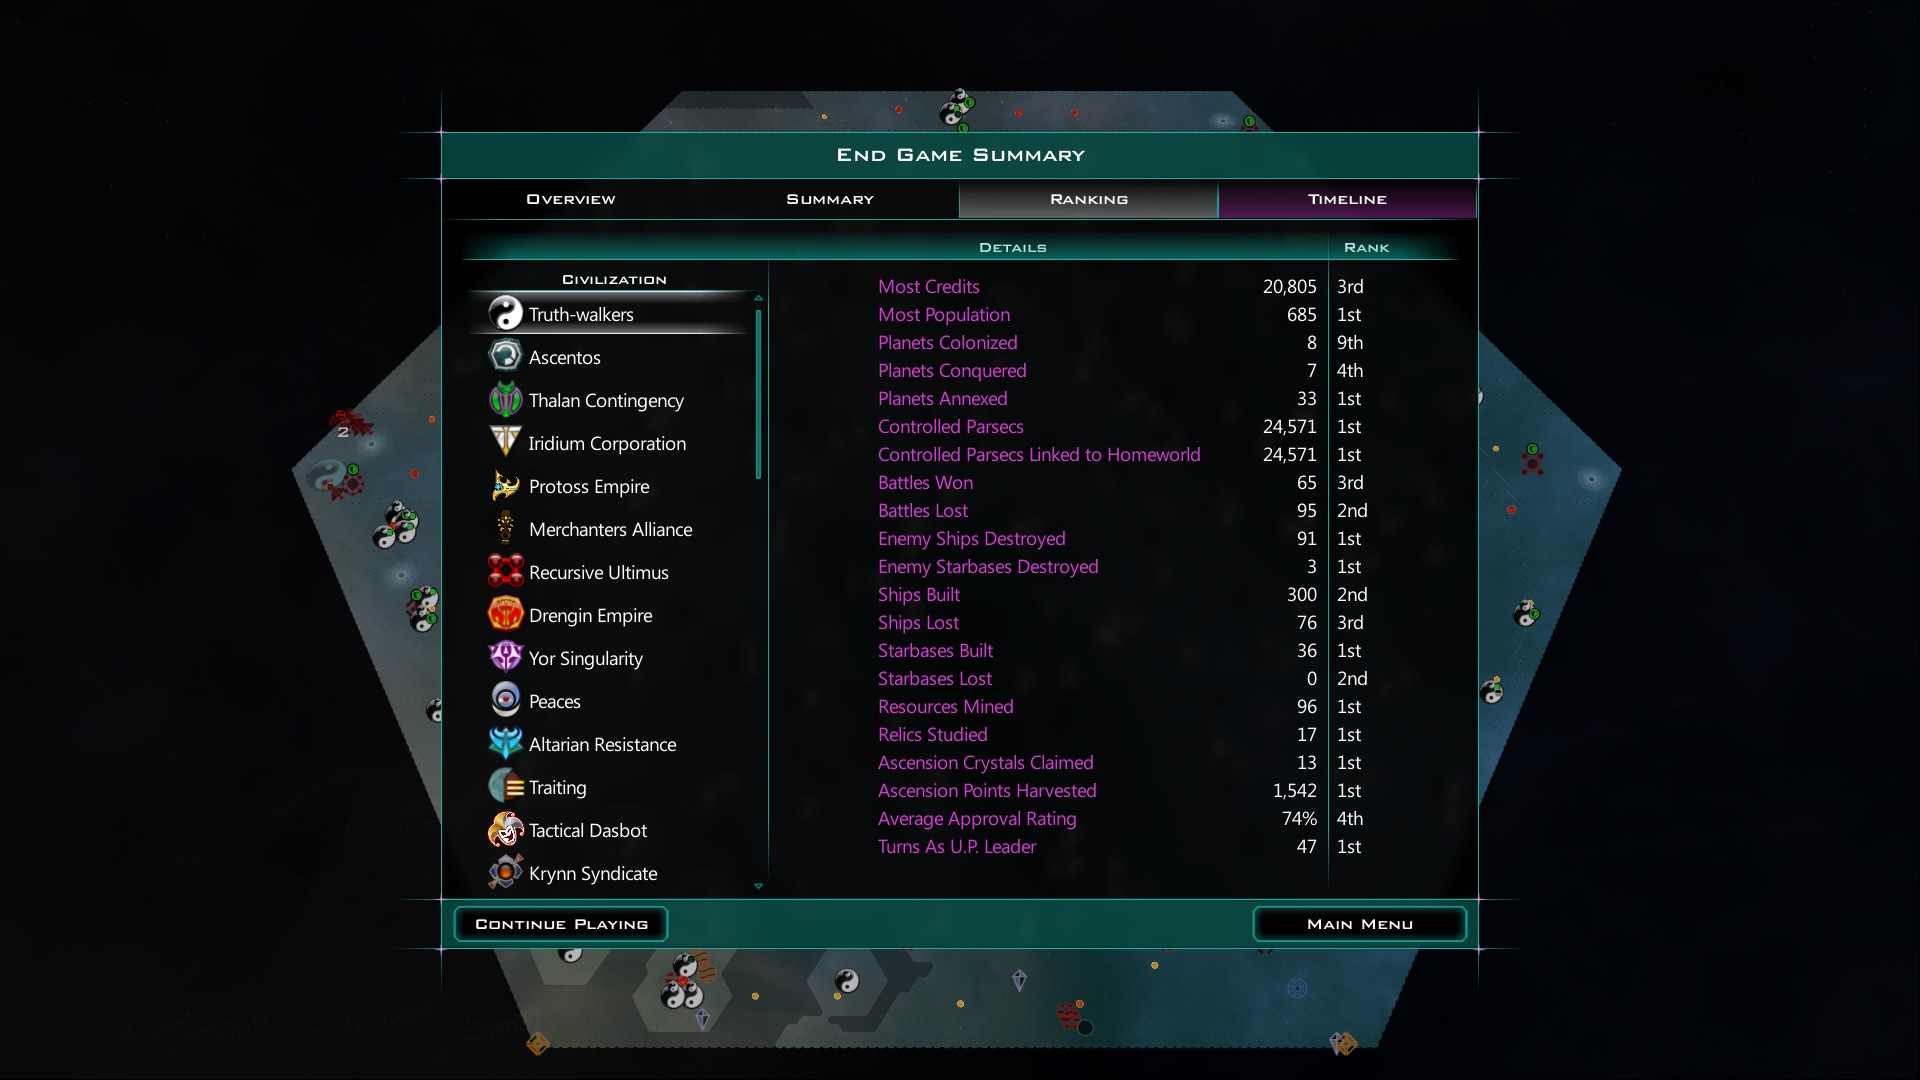 End Game Summary
Overview Summary Ranking Timeline
Details Rank
Civilization
Truth-walkers
Ascentos
Thalan Contingency
Iridium Corporation
Protoss Empire
Merchanters Alliance
Recursive Ultimus
Drengin Empire
Yor Singularity
Peaces
Altarian Resistance
Traiting
Tactical Dasbot
Krynn Syndicate
Most Credits 20,805 3rd
Most Population 685 1st
Planets Colonized 8 9th
Planets Conquered 7 4th
Planets Annexed 33 1st
Controlled Parsecs 24,571 1st
Controlled Parsecs Linked to Homeworld 24,571 1st
Battles Won 65 3rd
Battles Lost 95 2nd
Enemy Ships Destroyed 91 1st
Enemy Starbases Destroyed 3 1st
Ships Built 300 2nd
Ships Lost 76 3rd
Starbases Built 36 1st
Starbases Lost 0 2nd
Resources Mined 96 1st
Relics Studied 17 1st
Ascension Crystals Claimed 13 1st
Ascension Points Harvested 1,542 1st
Average Approval Rating 74% 4th
Turns As U.P. Leader 47 1st
2
Continue Playing Main Menu